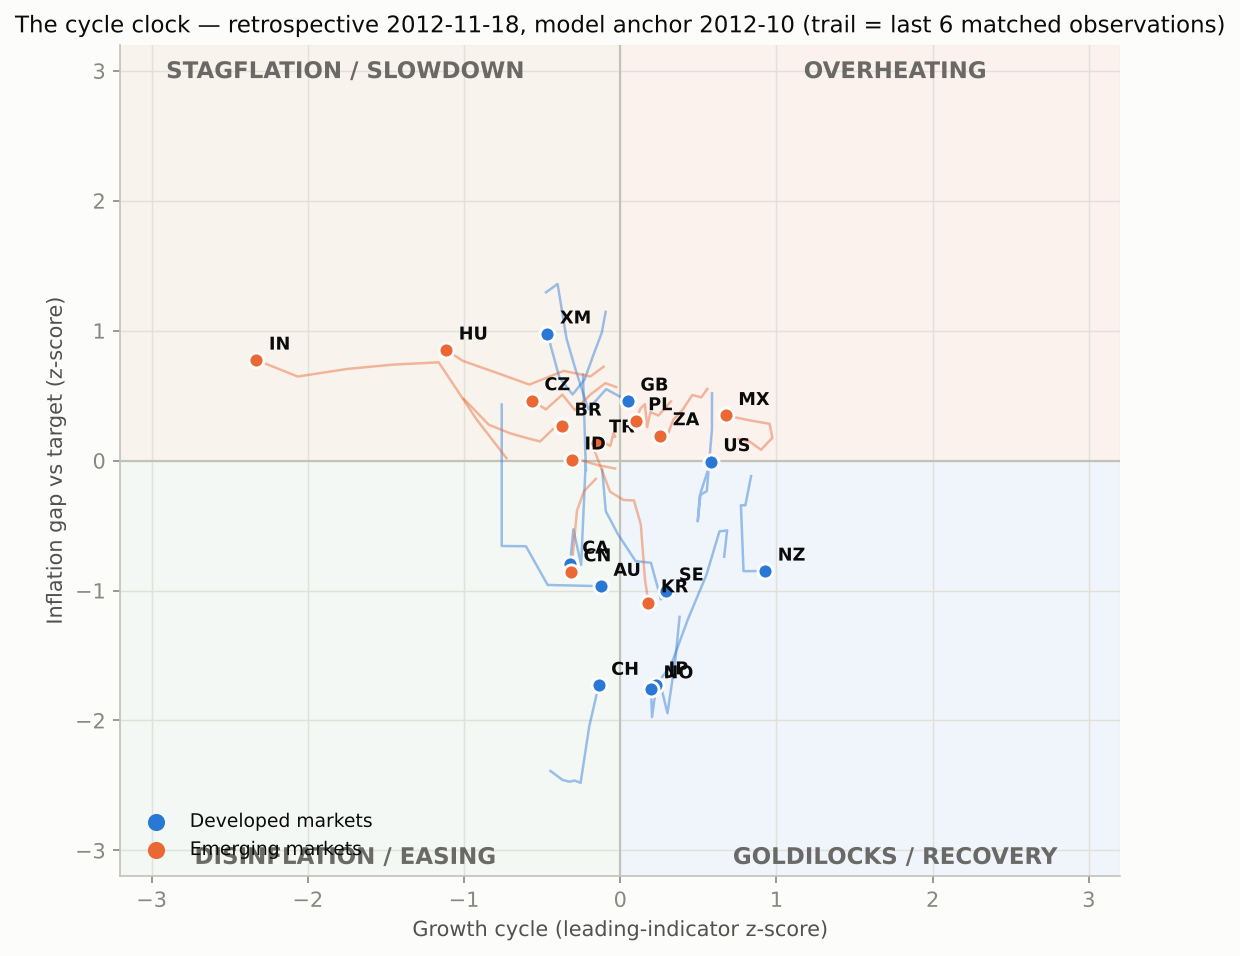 The cycle clock — retrospective 2012-11-18, model anchor 2012-10 (trail = last 6 matched observations)
STAGFLATION / SLOWDOWN
OVERHEATING
3
2
1
0
−1
−2
−3
Inflation gap vs target (z-score)
XM
IN
HU
CZ
GB
BR
PL
MX
TR
ZA
ID
US
CA
CN
NZ
AU
SE
KR
CH
JP
NO
Developed markets
Emerging markets
DISINFLATION / EASING
GOLDILOCKS / RECOVERY
−3
−2
−1
0
1
2
3
Growth cycle (leading-indicator z-score)